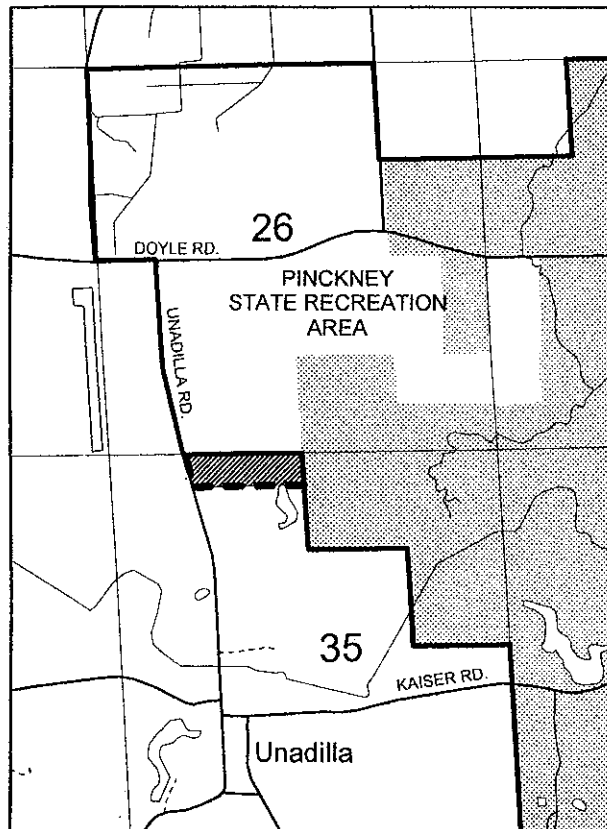 26
DOYLE RD.
PINCKNEY
STATE RECREATION
AREA
UNADILLA RD.
35
KAISER RD.
Unadilla